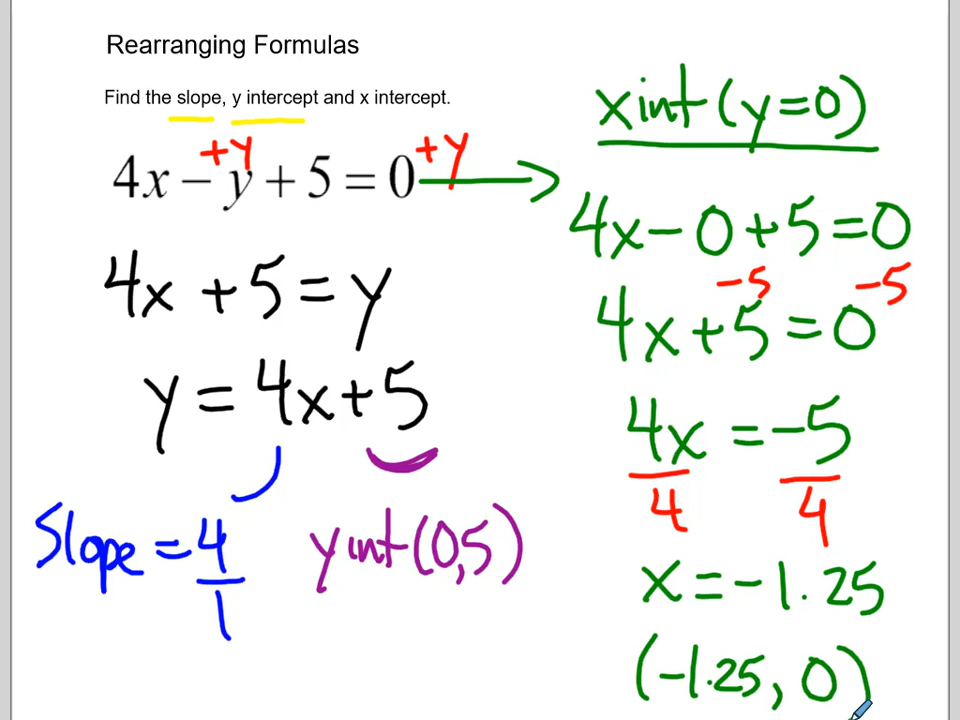 Rearranging Formulas
Find the slope, y intercept and x intercept.
+y +y
4x − y + 5 = 0
4x + 5 = y
y = 4x + 5
Slope = 4/1
y int (0,5)
x int (y = 0)
4x − 0 + 5 = 0
−5 −5
4x + 5 = 0
4x = −5
4 4
x = −1.25
(−1.25, 0)